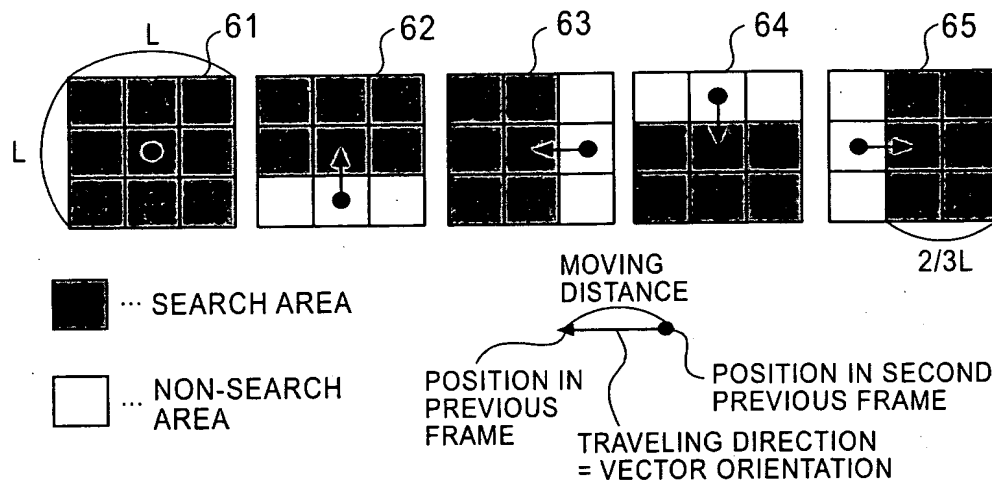 61 62 63 64 65
L
L
2/3L
... SEARCH AREA
... NON-SEARCH
AREA
MOVING
DISTANCE
POSITION IN
PREVIOUS
FRAME
POSITION IN SECOND
PREVIOUS FRAME
TRAVELING DIRECTION
= VECTOR ORIENTATION